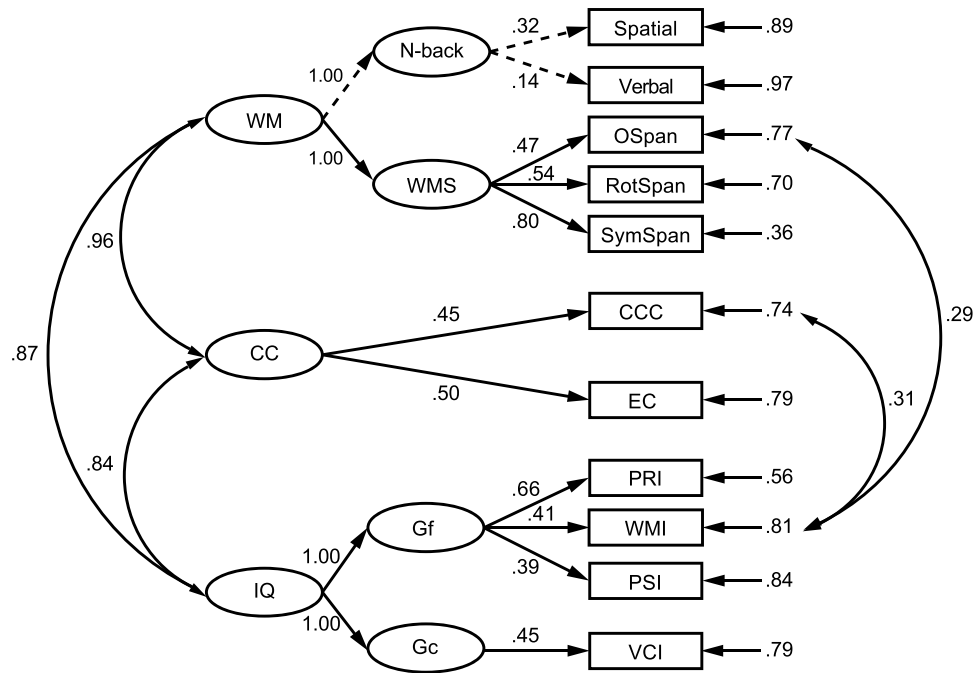 .32
Spatial
.89
N-back
1.00
.14
Verbal
.97
WM
OSpan
.77
.47
1.00
WMS
.54
RotSpan
.70
.80
SymSpan
.36
.96
.45
CCC
.74
.29
.87
CC
.50
EC
.79
.31
.84
PRI
.56
.66
Gf
.41
WMI
.81
1.00
.39
PSI
.84
IQ
1.00
Gc
.45
VCI
.79